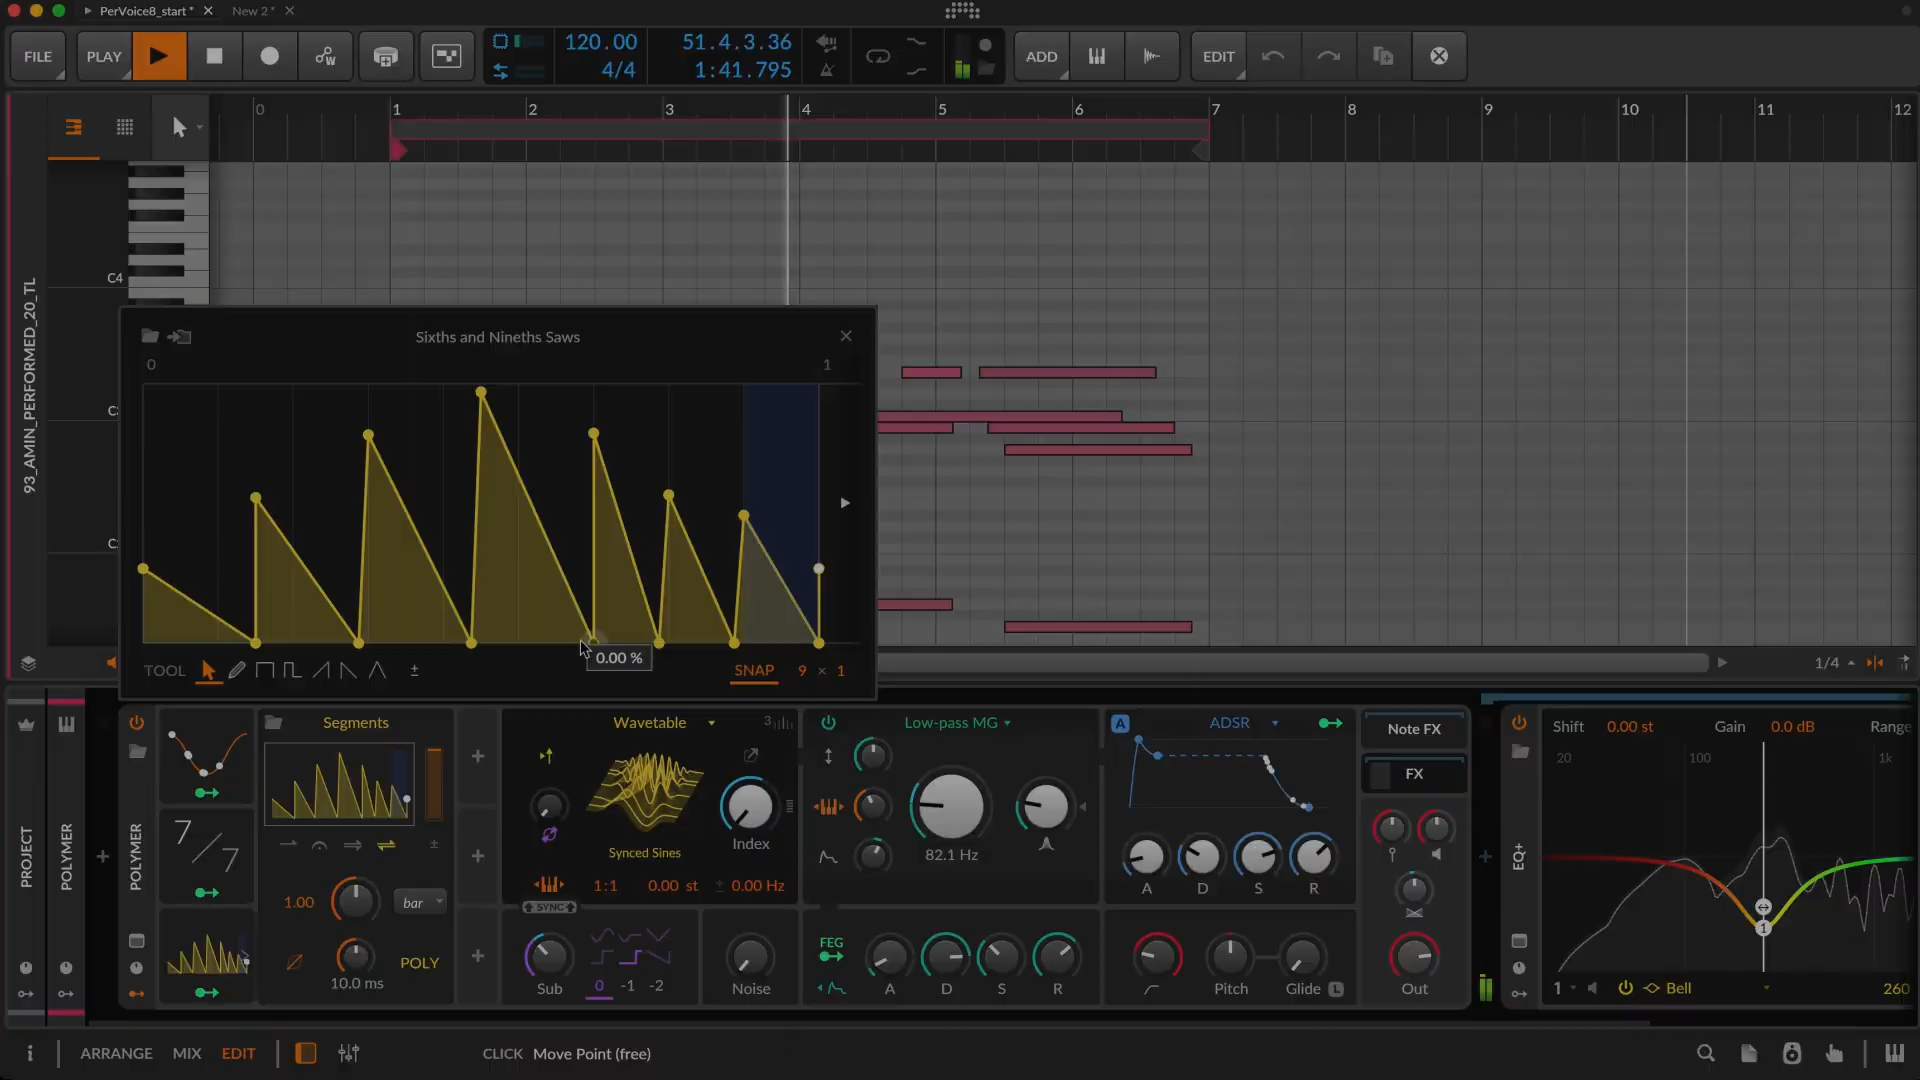 PerVoice8_start *
New 2 *
FILE
PLAY
120.00
4/4
51.4.3.36
1:41.795
ADD
EDIT
0
1
2
3
4
5
6
7
8
9
10
11
12
C4
93_AMIN_PERFORMED_20_TL
Sixths and Nineths Saws
0
1
0.00 %
TOOL
SNAP
9 × 1
1/4
PROJECT
POLYMER
POLYMER
Segments
7/7
1.00
bar
10.0 ms
POLY
Wavetable
3
Synced Sines
Index
1:1
0.00 st
± 0.00 Hz
SYNC
Sub
0
-1
-2
Noise
Low-pass MG
82.1 Hz
FEG
A
D
S
R
A
ADSR
A
D
S
R
Pitch
Glide
L
Note FX
FX
Out
EQ+
Shift
0.00 st
Gain
0.0 dB
Range
20
100
1k
1
1
Bell
260
i
ARRANGE
MIX
EDIT
CLICK
Move Point (free)